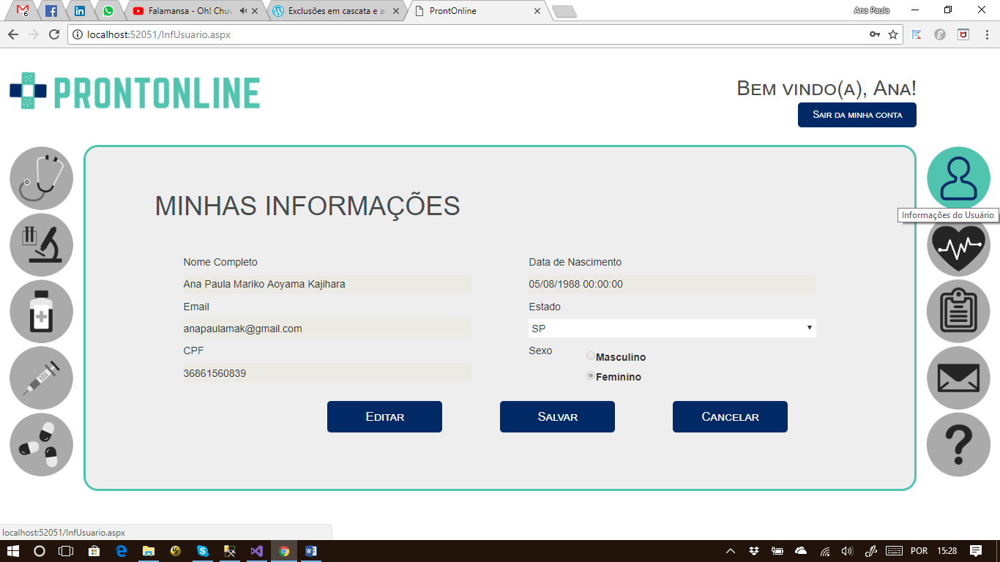 6
Falamansa - Oh! Chuv
Exclusões em cascata e a
ProntOnline
Ana Paula
localhost:52051/InfUsuario.aspx
PRONTONLINE
Bem vindo(a), Ana!
Sair da minha conta
MINHAS INFORMAÇÕES
Informações do Usuário
Nome Completo
Data de Nascimento
Ana Paula Mariko Aoyama Kajihara
05/08/1988 00:00:00
Email
Estado
anapaulamak@gmail.com
SP
CPF
Sexo
Masculino
36861560839
Feminino
Editar
Salvar
Cancelar
?
localhost:52051/InfUsuario.aspx
POR
15:28